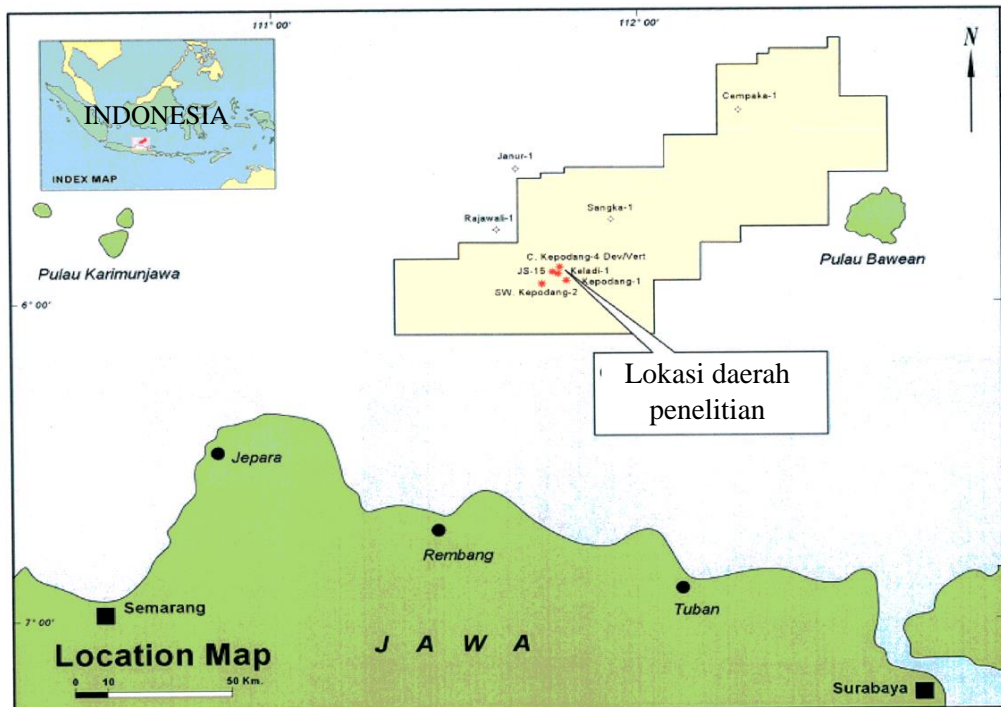 111° 00'
112° 00'
N
INDONESIA
INDEX MAP
Cempaka-1
Janur-1
Rajawali-1
Sangka-1
Pulau Karimunjawa
Pulau Bawean
C. Kepodang-4 Dev/Vert
JS-15
Keladi-1
Kepodang-1
SW. Kepodang-2
6° 00'
Lokasi daerah
penelitian
Jepara
Rembang
Tuban
Semarang
7° 00'
J A W A
Location Map
0 10 50 Km.
Surabaya